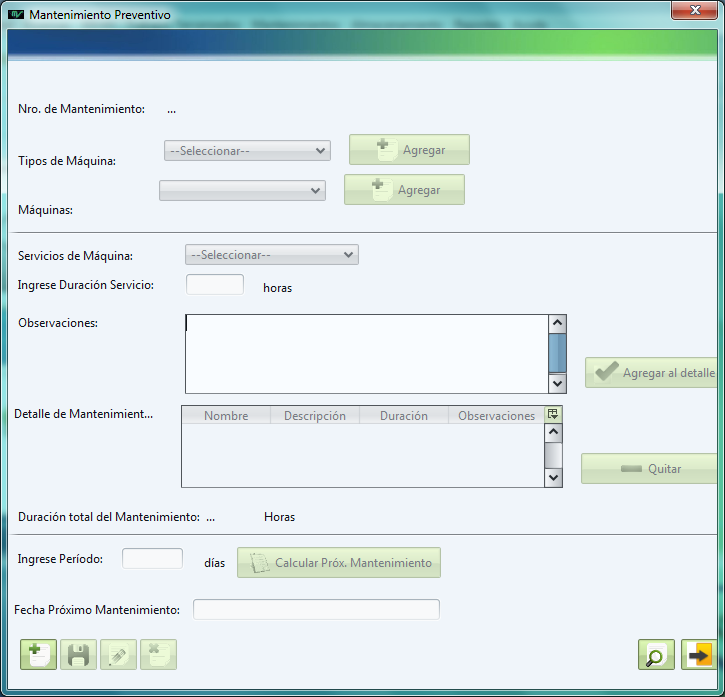 Mantenimiento Preventivo
Nro. de Mantenimiento: ...
Tipos de Máquina: --Seleccionar-- Agregar
Máquinas: Agregar
Servicios de Máquina: --Seleccionar--
Ingrese Duración Servicio: horas
Observaciones:
Agregar al detalle
Detalle de Mantenimient... Nombre Descripción Duración Observaciones
Quitar
Duración total del Mantenimiento: ... Horas
Ingrese Período: días Calcular Próx. Mantenimiento
Fecha Próximo Mantenimiento: